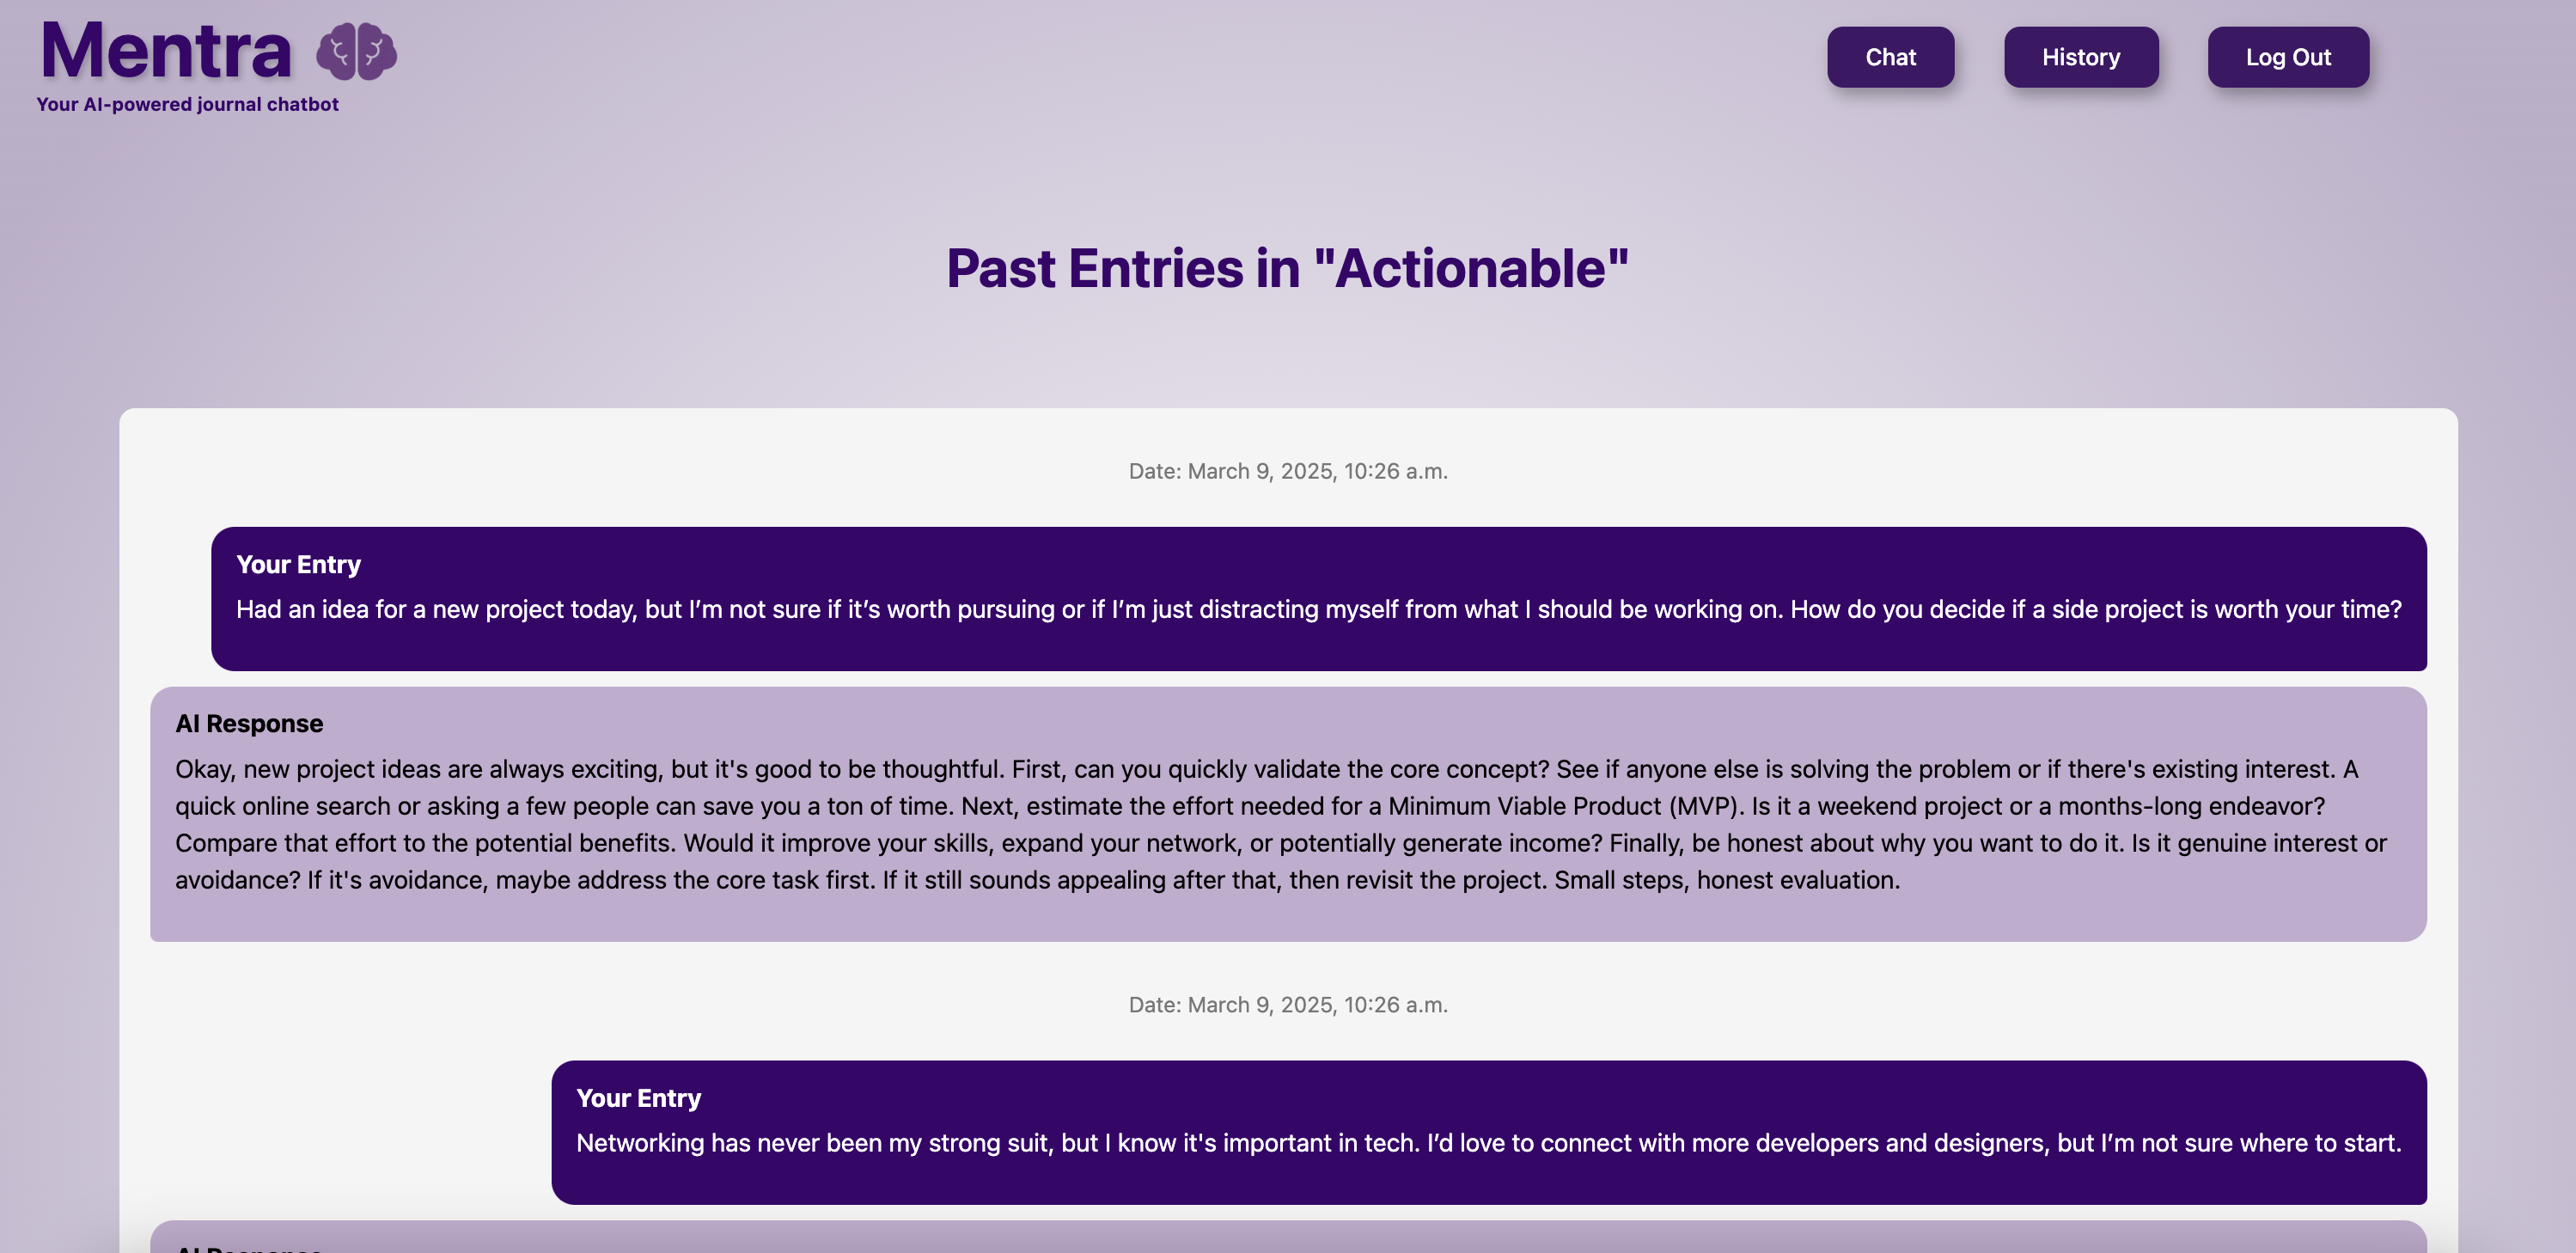 Mentra
Your AI-powered journal chatbot
Chat
History
Log Out
Past Entries in "Actionable"
Date: March 9, 2025, 10:26 a.m.
Your Entry
Had an idea for a new project today, but I’m not sure if it’s worth pursuing or if I’m just distracting myself from what I should be working on. How do you decide if a side project is worth your time?
AI Response
Okay, new project ideas are always exciting, but it's good to be thoughtful. First, can you quickly validate the core concept? See if anyone else is solving the problem or if there's existing interest. A
quick online search or asking a few people can save you a ton of time. Next, estimate the effort needed for a Minimum Viable Product (MVP). Is it a weekend project or a months-long endeavor?
Compare that effort to the potential benefits. Would it improve your skills, expand your network, or potentially generate income? Finally, be honest about why you want to do it. Is it genuine interest or
avoidance? If it's avoidance, maybe address the core task first. If it still sounds appealing after that, then revisit the project. Small steps, honest evaluation.
Date: March 9, 2025, 10:26 a.m.
Your Entry
Networking has never been my strong suit, but I know it's important in tech. I’d love to connect with more developers and designers, but I’m not sure where to start.
AI Response